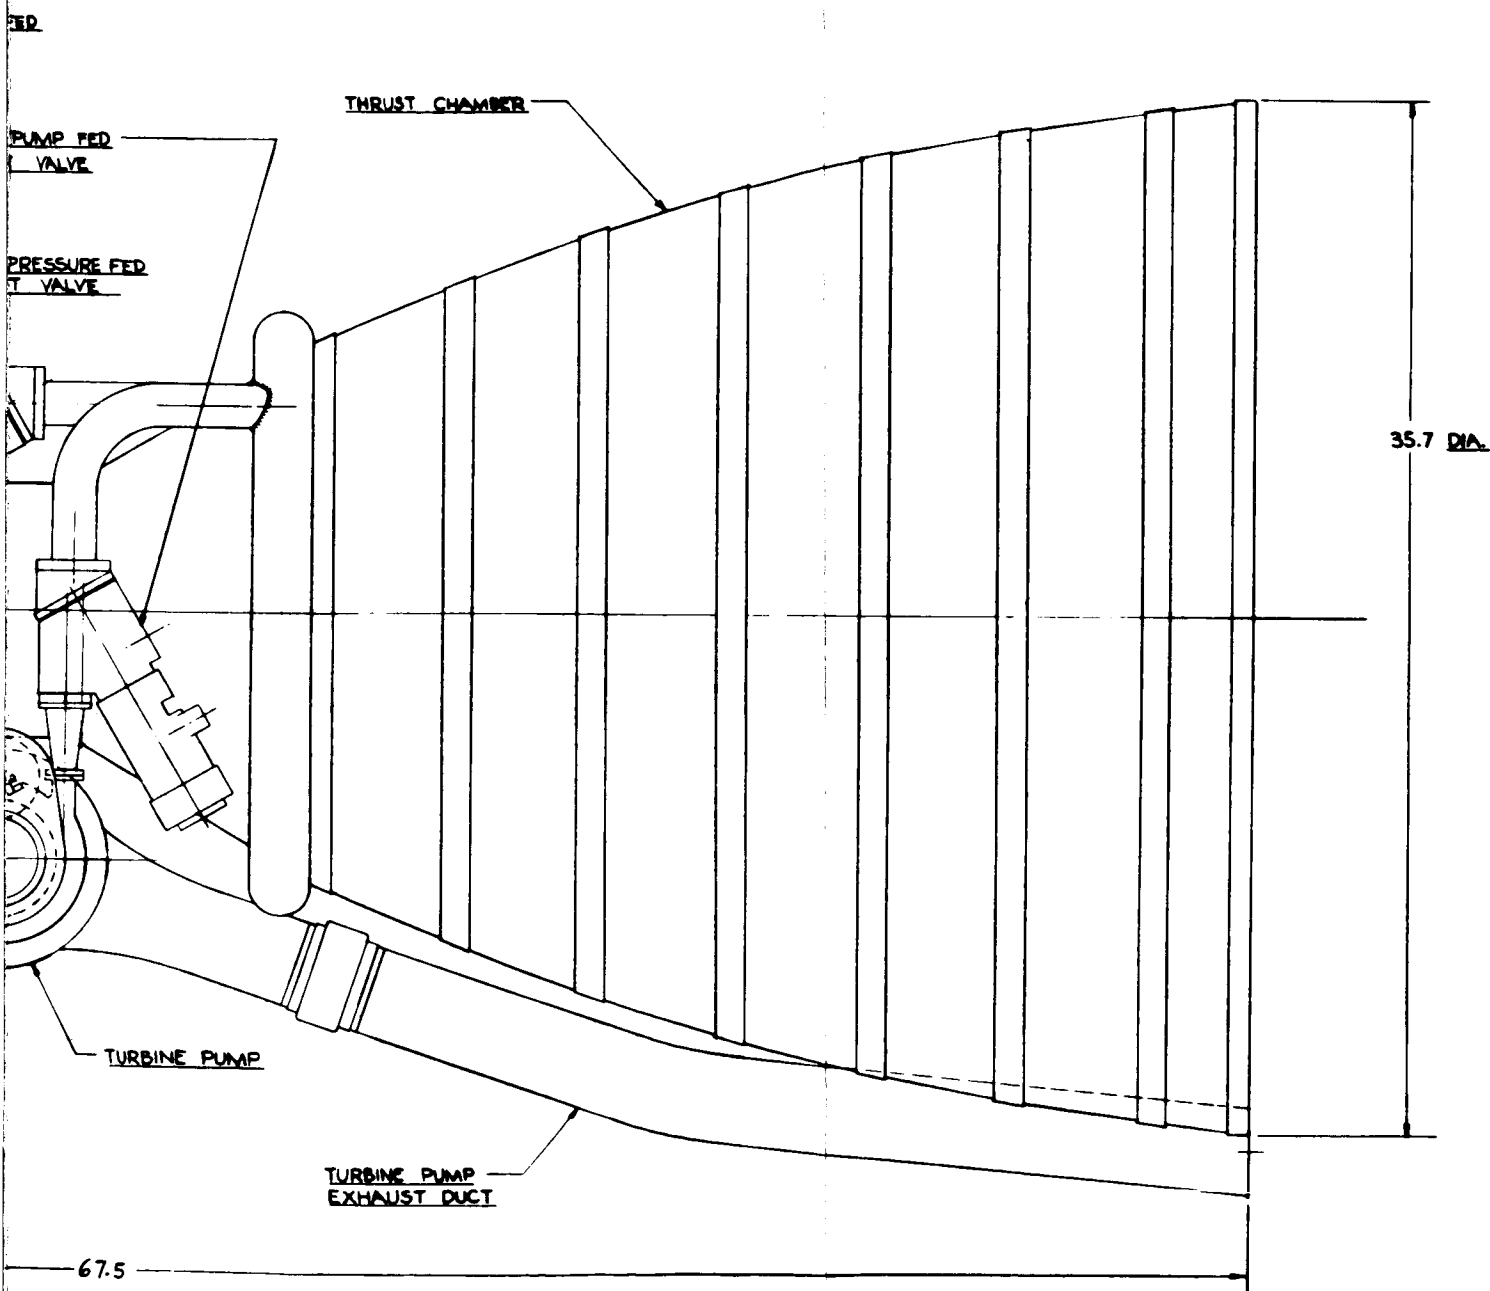 THRUST CHAMBER
PUMP FED
VALVE
PRESSURE FED
T VALVE
35.7 DIA.
TURBINE PUMP
TURBINE PUMP
EXHAUST DUCT
67.5